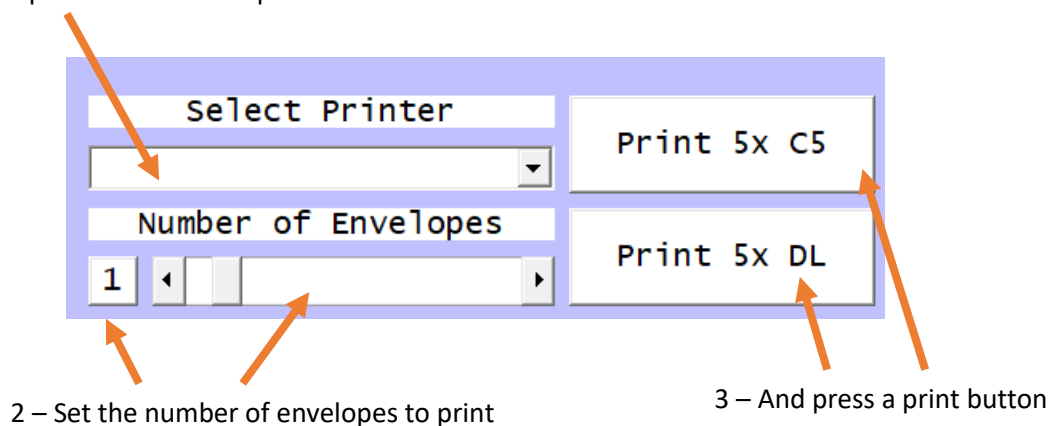 Select Printer
Print 5x C5
Number of Envelopes
Print 5x DL
1
2 – Set the number of envelopes to print
3 – And press a print button